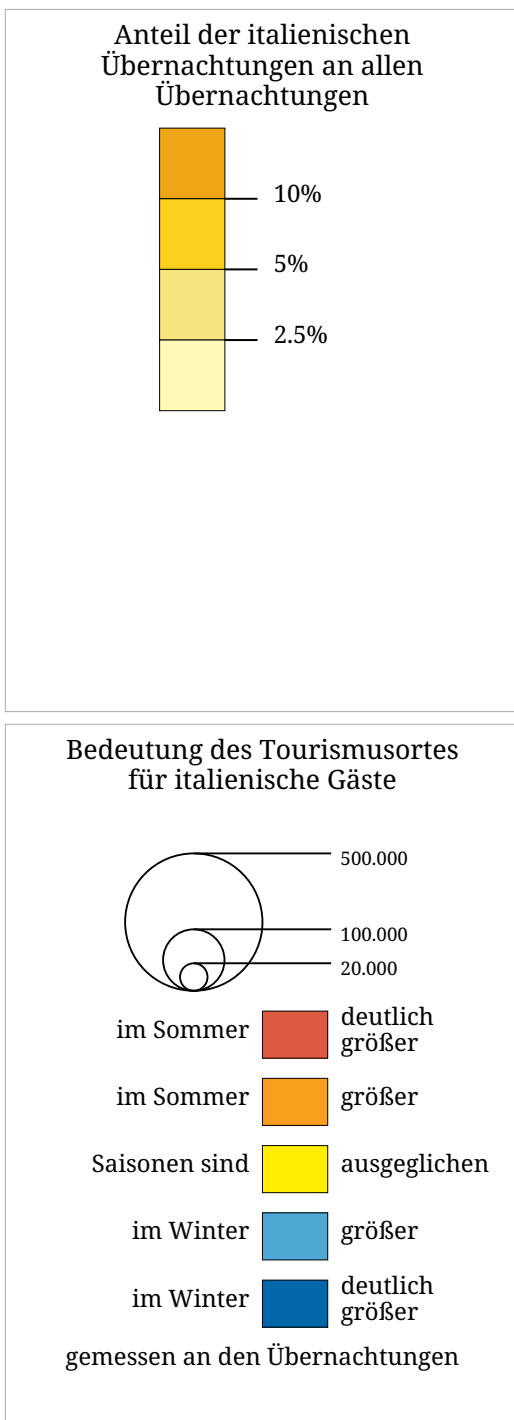 Anteil der italienischen
Übernachtungen an allen
Übernachtungen
10%
5%
2.5%
Bedeutung des Tourismusortes
für italienische Gäste
500.000
100.000
20.000
im Sommer deutlich größer
im Sommer größer
Saisonen sind ausgeglichen
im Winter größer
im Winter deutlich größer
gemessen an den Übernachtungen